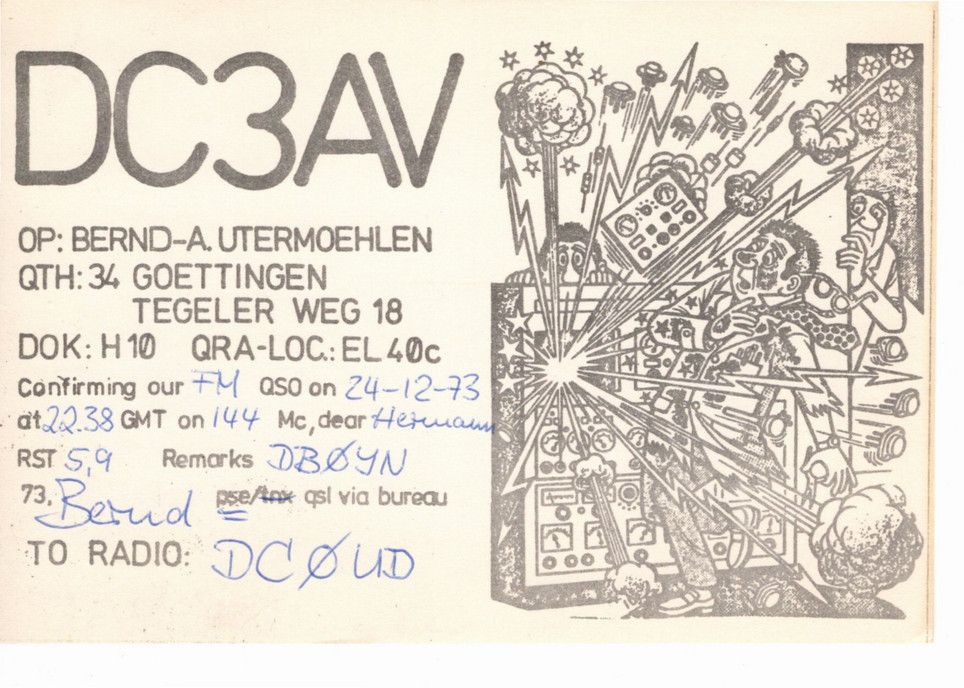 DC3AV
OP: BERND-A. UTERMOEHLEN
QTH: 34 GOETTINGEN
TEGELER WEG 18
DOK: H10 QRA-LOC.: EL40c
Confirming our FM QSO on 24-12-73
at 22.38 GMT on 144 Mc, dear Hermann
RST 5,9 Remarks DBØYN
73, Bernd pse/tnx qsl via bureau
TO RADIO: DCØUD